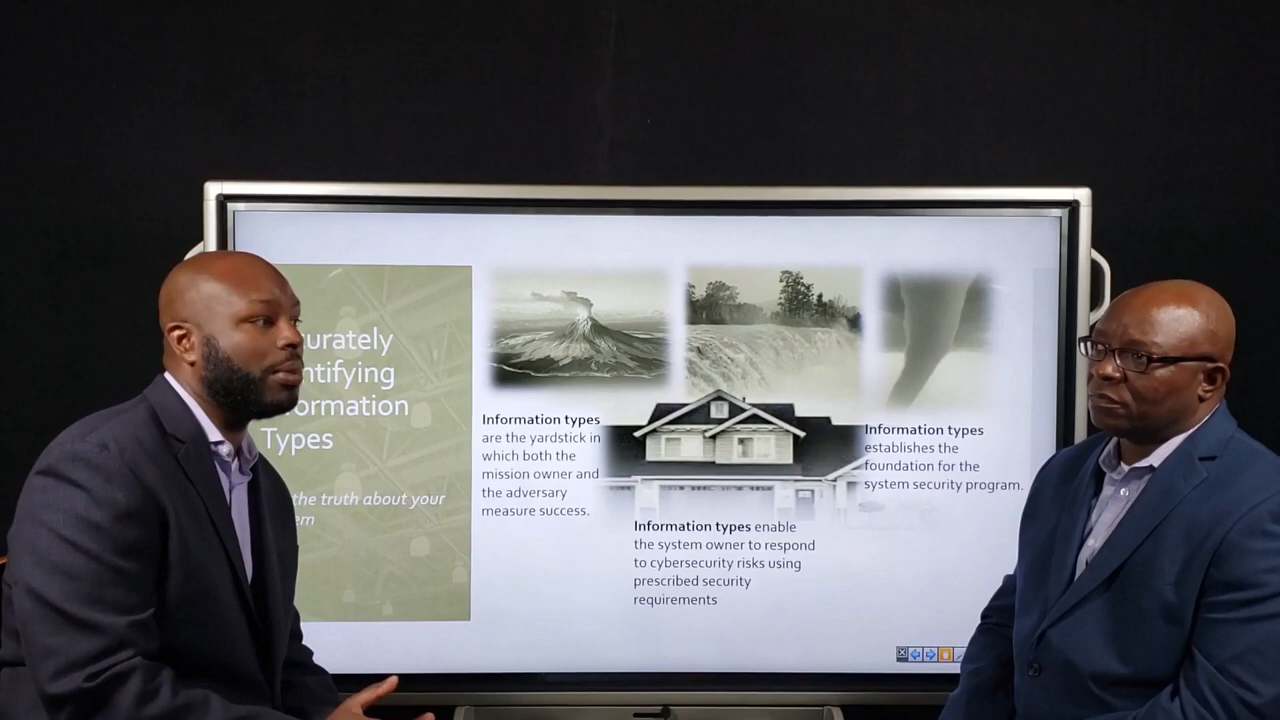 urately
ntifying
ormation
Types
the truth about your
em
Information types
are the yardstick in
which both the
mission owner and
the adversary
measure success.
Information types enable
the system owner to respond
to cybersecurity risks using
prescribed security
requirements
Information types
establishes the
foundation for the
system security program.